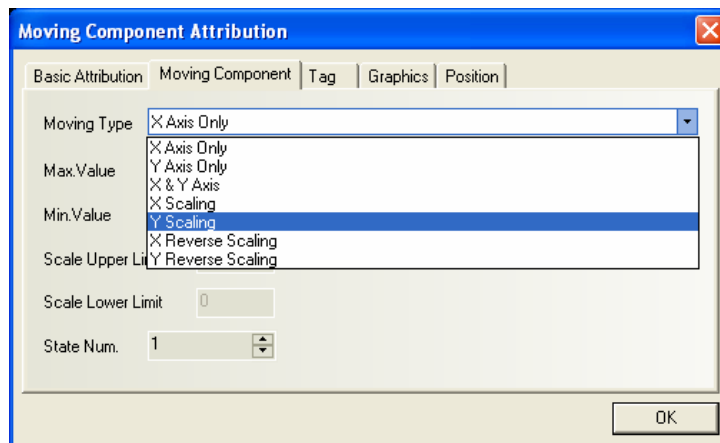 Moving Component Attribution
Basic Attribution Moving Component Tag Graphics Position
Moving Type X Axis Only
X Axis Only
Y Axis Only
Max.Value
X & Y Axis
X Scaling
Min.Value
Y Scaling
X Reverse Scaling
Scale Upper Li Y Reverse Scaling
Scale Lower Limit 0
State Num. 1
OK